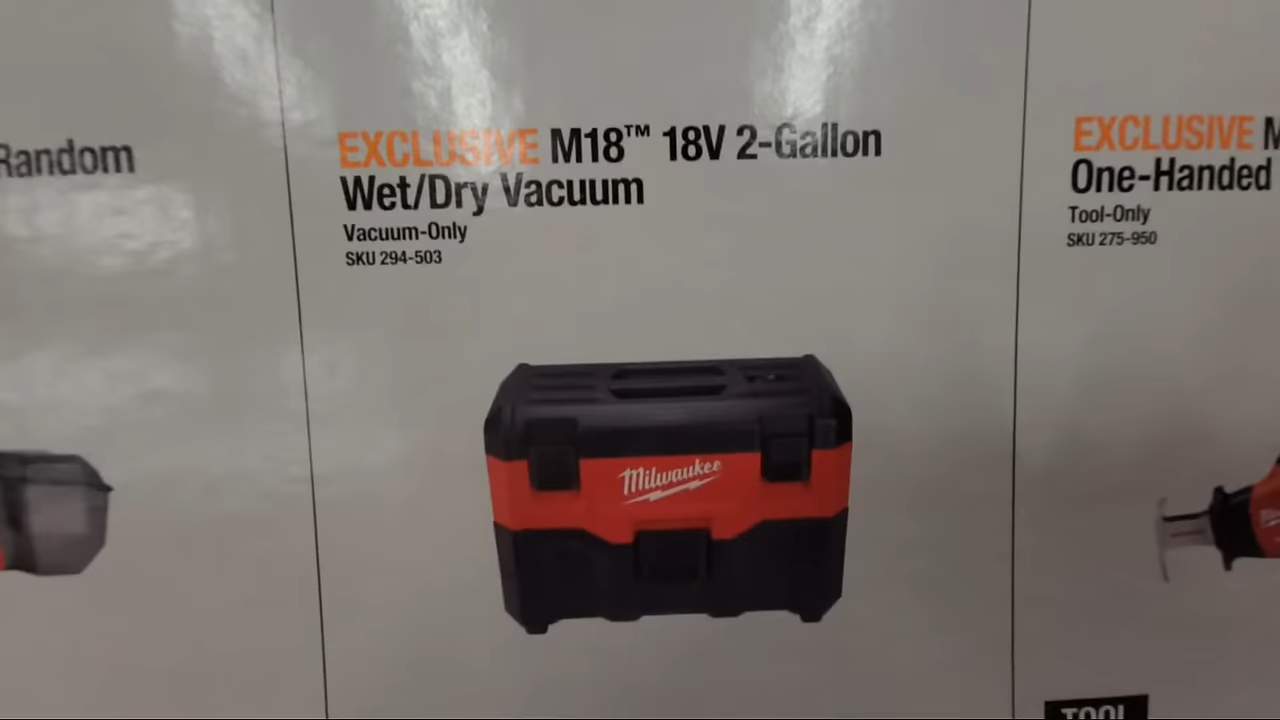 Random
EXCLUSIVE M18™ 18V 2-Gallon
Wet/Dry Vacuum
Vacuum-Only
SKU 294-503
Milwaukee
EXCLUSIVE M
One-Handed
Tool-Only
SKU 275-950
TOOL